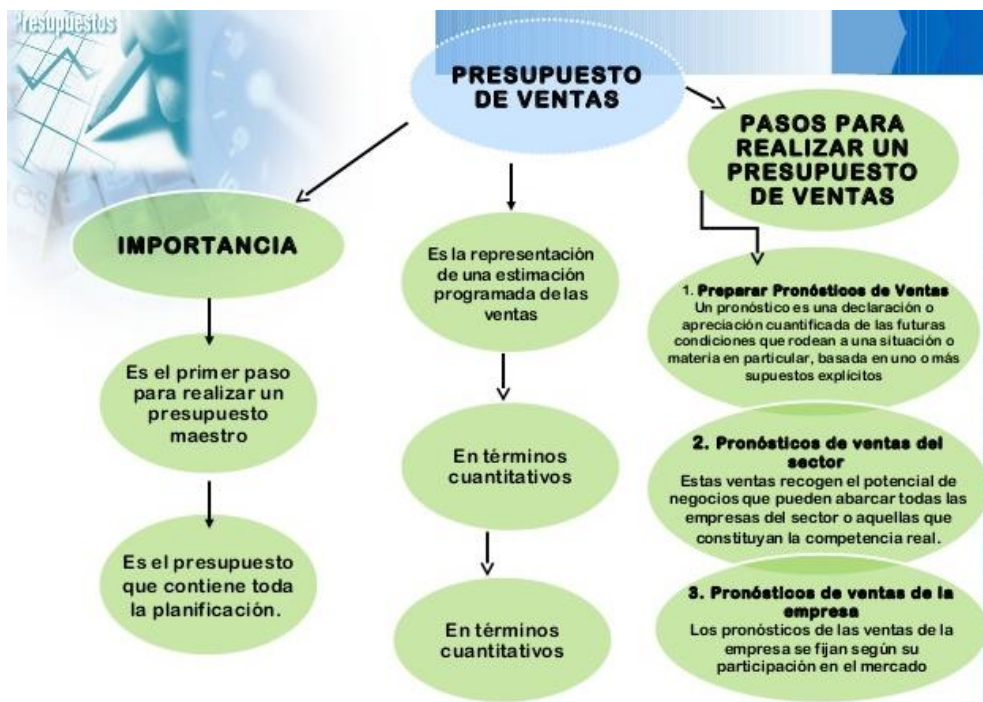 Presupuestos
PRESUPUESTO
DE VENTAS
IMPORTANCIA
Es el primer paso
para realizar un
presupuesto
maestro
Es el presupuesto
que contiene toda
la planificación.
Es la representación
de una estimación
programada de las
ventas
En términos
cuantitativos
En términos
cuantitativos
PASOS PARA
REALIZAR UN
PRESUPUESTO
DE VENTAS
1. Preparar Pronósticos de Ventas
Un pronóstico es una declaración o
apreciación cuantificada de las futuras
condiciones que rodean a una situación o
materia en particular, basada en uno o más
supuestos explícitos
2. Pronósticos de ventas del
sector
Estas ventas recogen el potencial de
negocios que pueden abarcar todas las
empresas del sector o aquellas que
constituyan la competencia real.
3. Pronósticos de ventas de la
empresa
Los pronósticos de las ventas de la
empresa se fijan según su
participación en el mercado